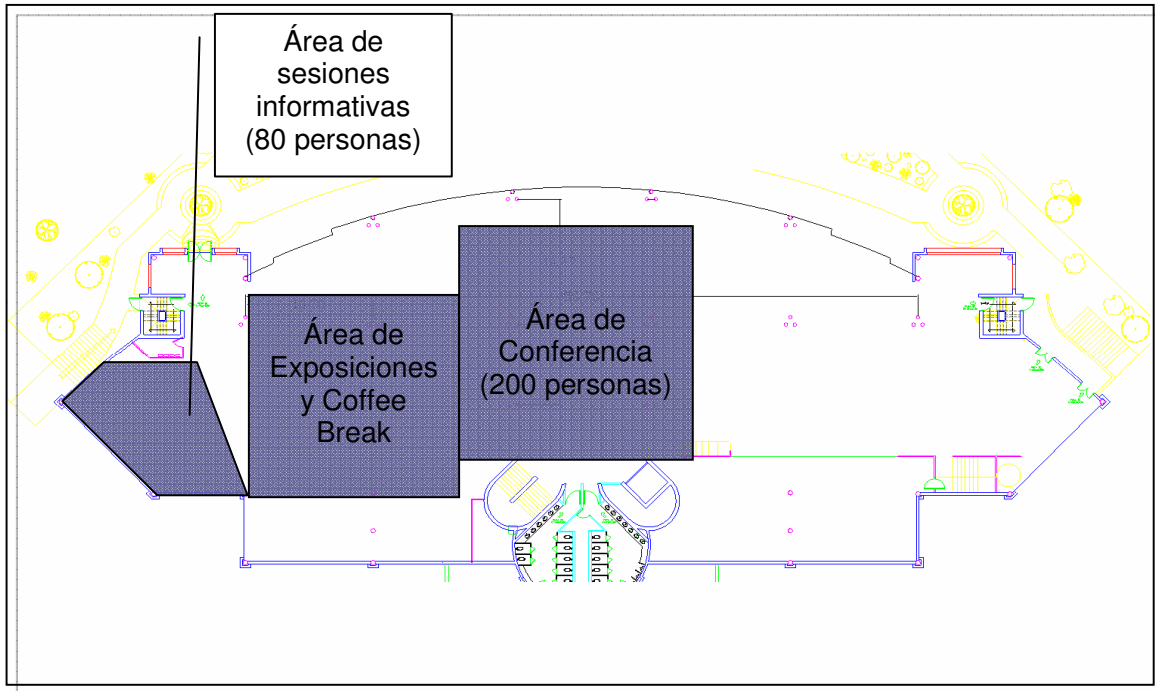 Área de
sesiones
informativas
(80 personas)
Área de
Exposiciones
y Coffee
Break
Área de
Conferencia
(200 personas)